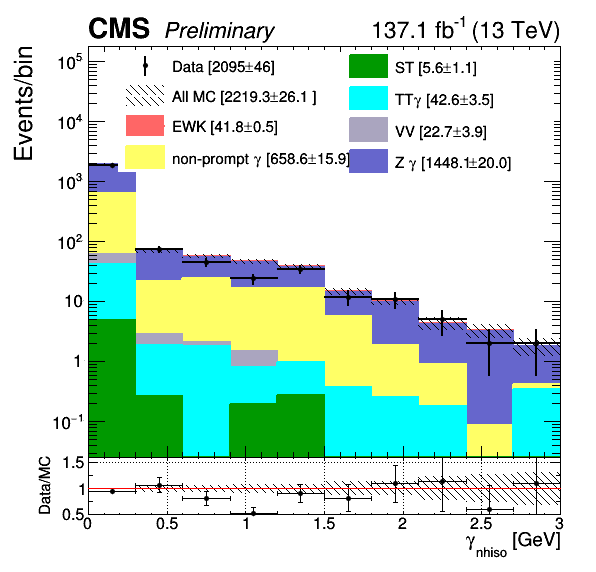 CMS Preliminary 137.1 fb⁻¹ (13 TeV)
Events/bin
10⁵
10⁴
10³
10²
10
1
10⁻¹
Data [2095±46]
All MC [2219.3±26.1 ]
EWK [41.8±0.5]
non-prompt γ [658.6±15.9]
ST [5.6±1.1]
TTγ [42.6±3.5]
VV [22.7±3.9]
Z γ [1448.1±20.0]
Data/MC
1.5
1
0.5
0 0.5 1 1.5 2 2.5 3
γnhiso [GeV]